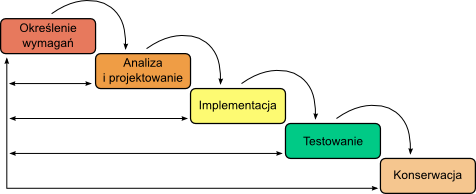 Określenie
wymagań
Analiza
i projektowanie
Implementacja
Testowanie
Konserwacja